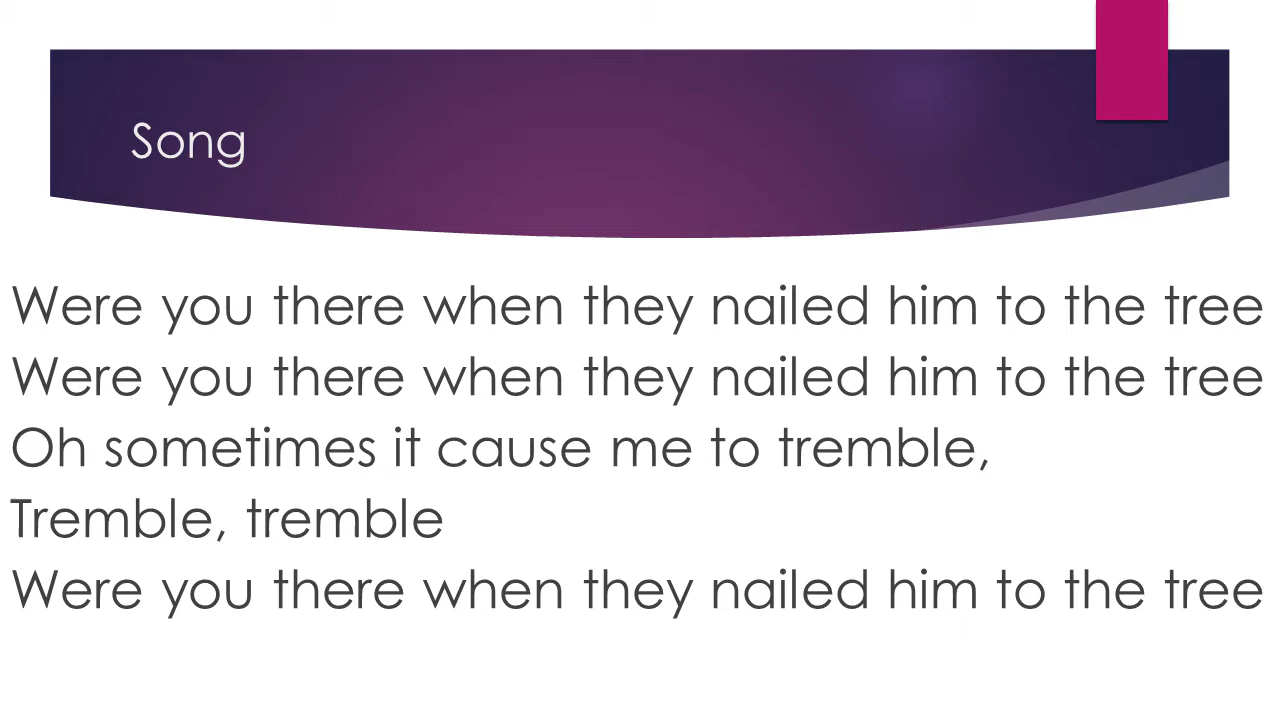 Song
Were you there when they nailed him to the tree
Were you there when they nailed him to the tree
Oh sometimes it cause me to tremble,
Tremble, tremble
Were you there when they nailed him to the tree